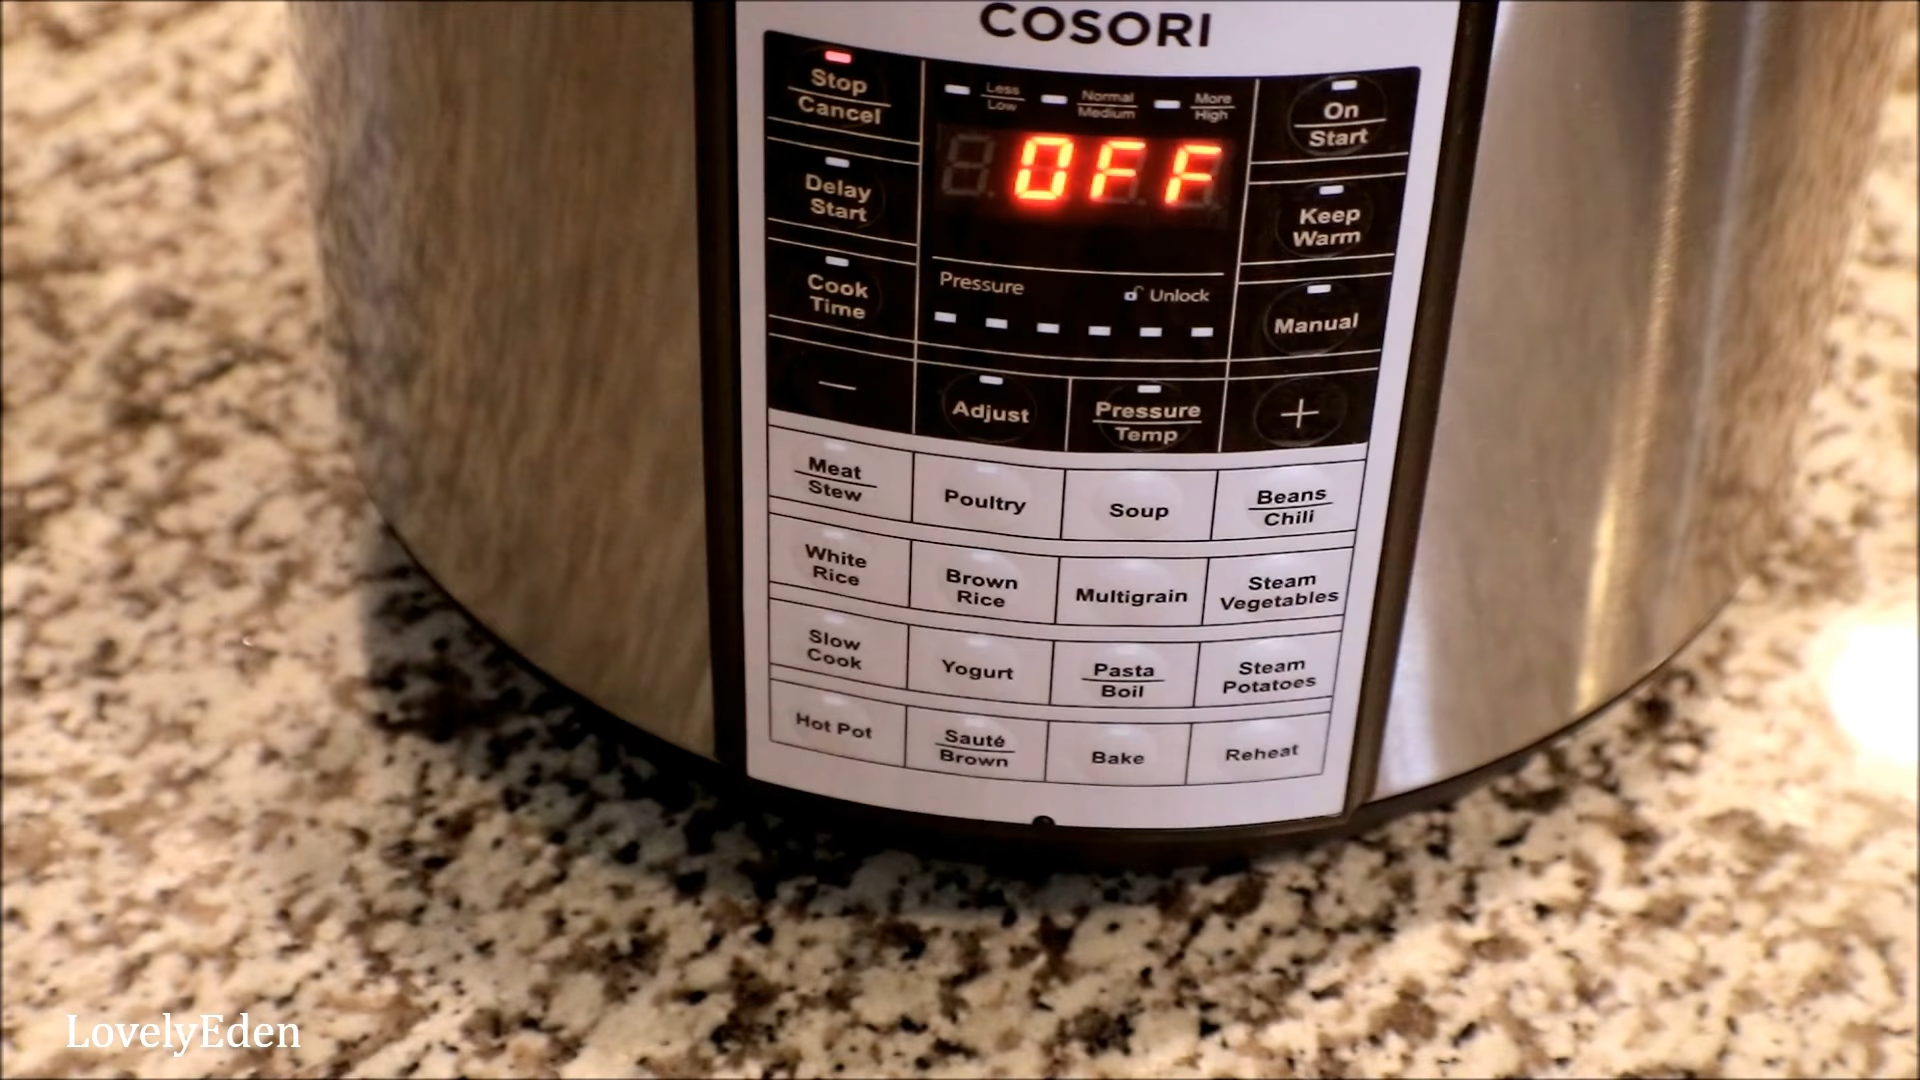 COSORI
Stop
Cancel
Less
Low
Normal
Medium
More
High
On
Start
OFF
Delay
Start
Keep
Warm
Cook
Time
Pressure
Unlock
Manual
−
Adjust
Pressure
Temp
+
Meat
Stew
Poultry
Soup
Beans
Chili
White
Rice
Brown
Rice
Multigrain
Steam
Vegetables
Slow
Cook
Yogurt
Pasta
Boil
Steam
Potatoes
Hot Pot
Sauté
Brown
Bake
Reheat
LovelyEden